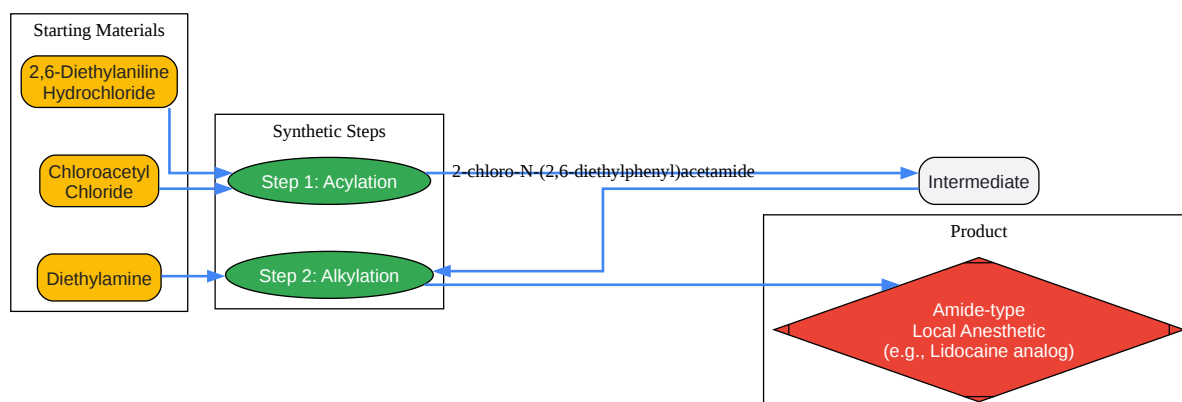 Starting Materials
2,6-Diethylaniline
Hydrochloride
Chloroacetyl
Chloride
Diethylamine
Synthetic Steps
Step 1: Acylation
Step 2: Alkylation
2-chloro-N-(2,6-diethylphenyl)acetamide
Intermediate
Product
Amide-type
Local Anesthetic
(e.g., Lidocaine analog)